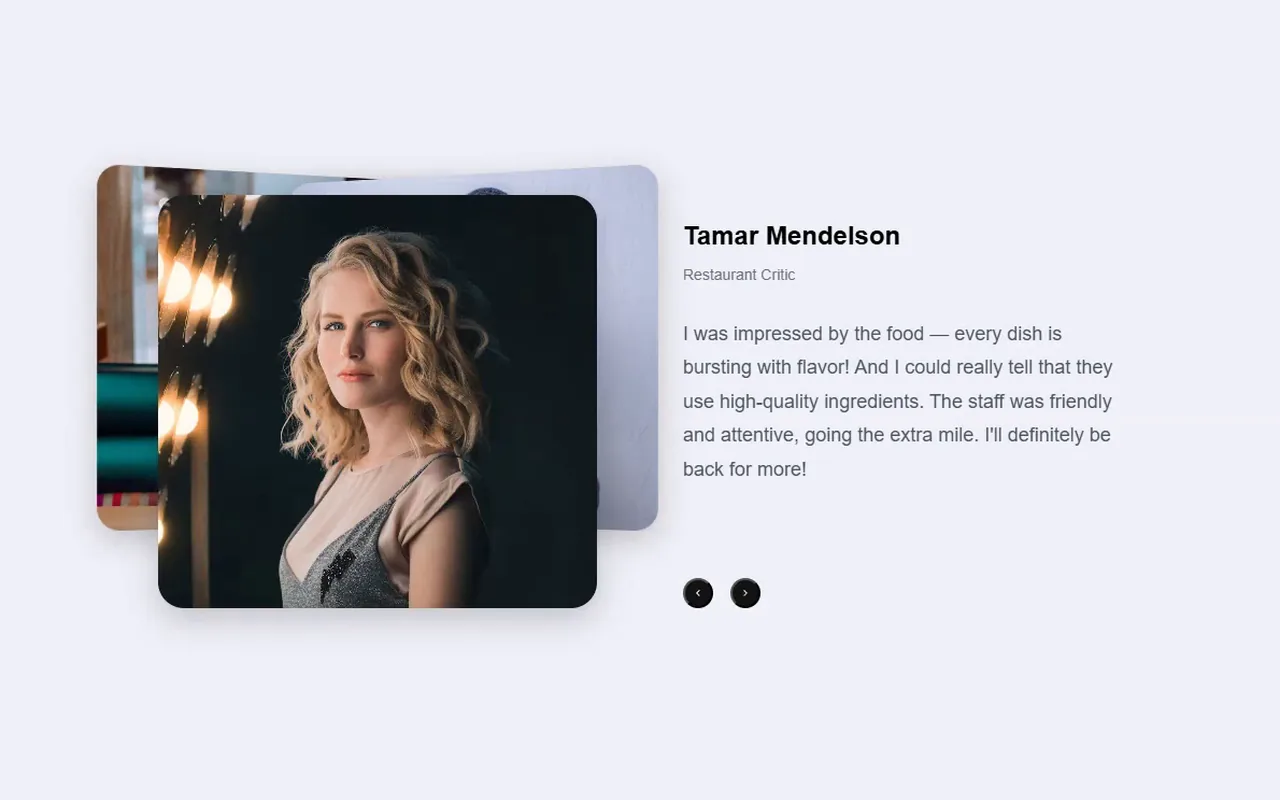 Tamar Mendelson
Restaurant Critic
I was impressed by the food — every dish is
bursting with flavor! And I could really tell that they
use high-quality ingredients. The staff was friendly
and attentive, going the extra mile. I'll definitely be
back for more!